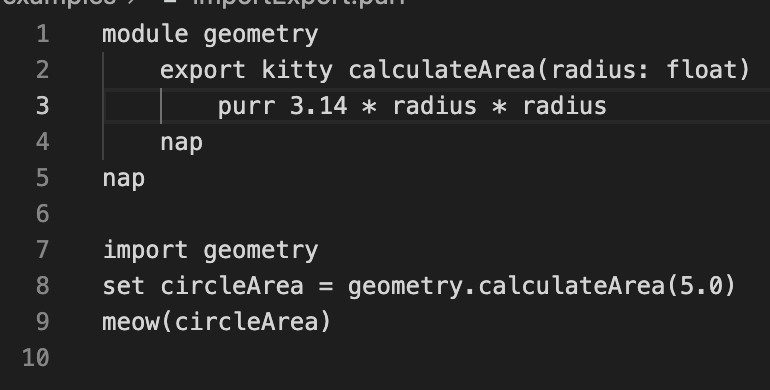 examples > importExport.purr
1 module geometry
2 export kitty calculateArea(radius: float)
3 purr 3.14 * radius * radius
4 nap
5 nap
6
7 import geometry
8 set circleArea = geometry.calculateArea(5.0)
9 meow(circleArea)
10